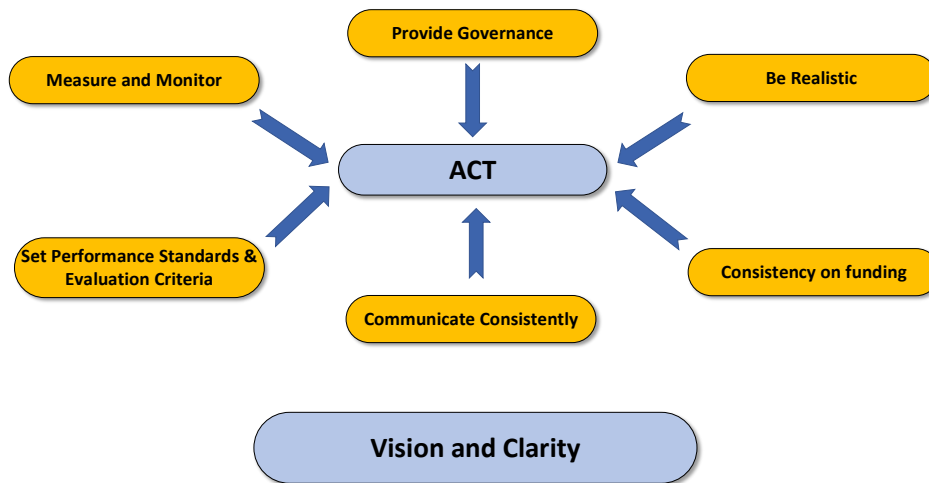 Provide Governance
Measure and Monitor
Be Realistic
ACT
Set Performance Standards &
Evaluation Criteria
Consistency on funding
Communicate Consistently
Vision and Clarity